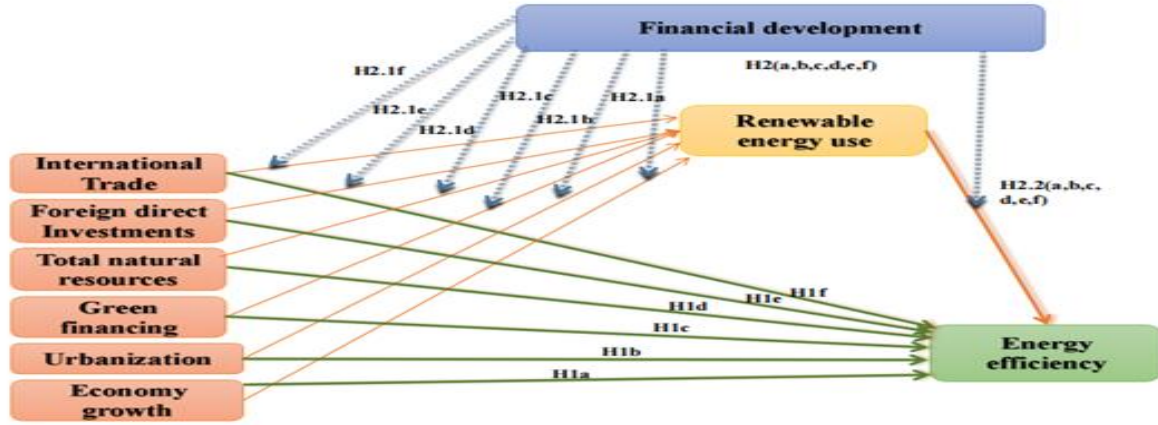 Financial development
H2(a,b,c,d,e,f)
H2.1f
H2.1e
H2.1d
H2.1c
H2.1b
H2.1a
Renewable
energy use
H2.2(a,b,c,
d,e,f)
International
Trade
Foreign direct
Investments
Total natural
resources
Green
financing
Urbanization
Economy
growth
H1f
H1e
H1d
H1c
H1b
H1a
Energy
efficiency